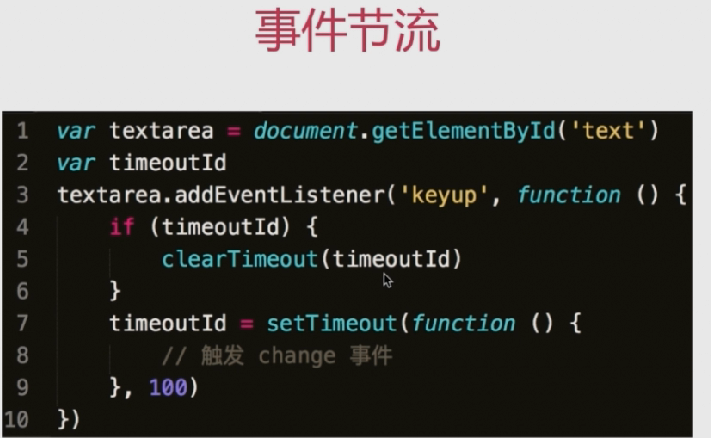 事件节流
1 var textarea = document.getElementById('text')
2 var timeoutId
3 textarea.addEventListener('keyup', function () {
4     if (timeoutId) {
5         clearTimeout(timeoutId)
6     }
7     timeoutId = setTimeout(function () {
8         // 触发 change 事件
9     }, 100)
10 })